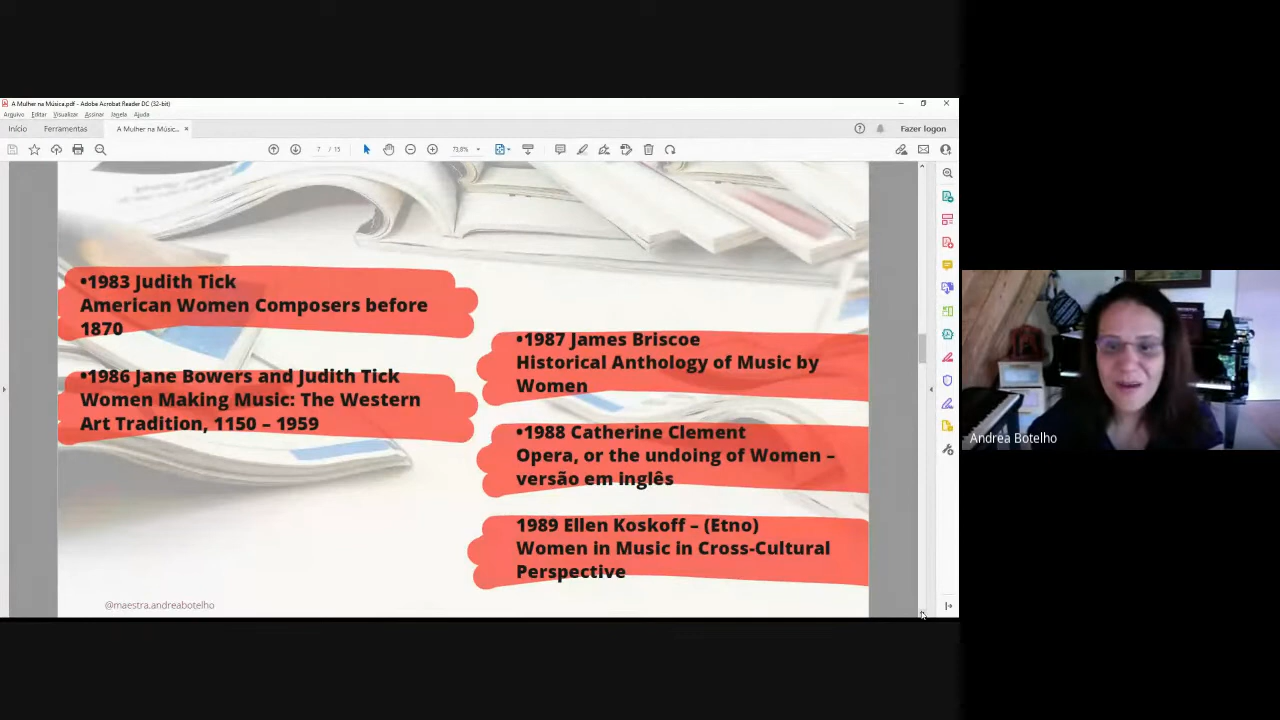 A Mulher na Música.pdf - Adobe Acrobat Reader DC (32-bit)
Arquivo Editar Visualizar Assinar Janela Ajuda
Início Ferramentas A Mulher na Músic... ×
Fazer logon
7 / 15
73,8%
•1983 Judith Tick
American Women Composers before
1870
•1986 Jane Bowers and Judith Tick
Women Making Music: The Western
Art Tradition, 1150 – 1959
•1987 James Briscoe
Historical Anthology of Music by
Women
•1988 Catherine Clement
Opera, or the undoing of Women –
versão em inglês
1989 Ellen Koskoff – (Etno)
Women in Music in Cross-Cultural
Perspective
@maestra.andreabotelho
Andrea Botelho